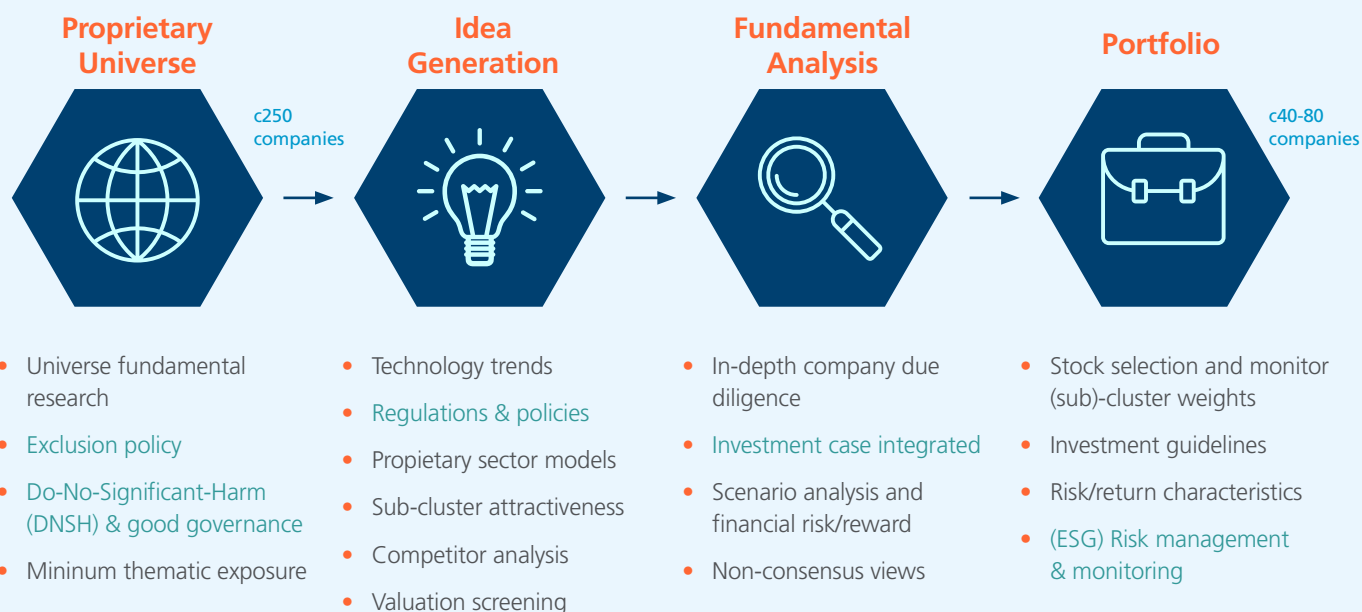 Proprietary
Universe
c250
companies
• Universe fundamental
research
• Exclusion policy
• Do-No-Significant-Harm
(DNSH) & good governance
• Mininum thematic exposure
Idea
Generation
• Technology trends
• Regulations & policies
• Propietary sector models
• Sub-cluster attractiveness
• Competitor analysis
• Valuation screening
Fundamental
Analysis
• In-depth company due
diligence
• Investment case integrated
• Scenario analysis and
financial risk/reward
• Non-consensus views
Portfolio
c40-80
companies
• Stock selection and monitor
(sub)-cluster weights
• Investment guidelines
• Risk/return characteristics
• (ESG) Risk management
& monitoring